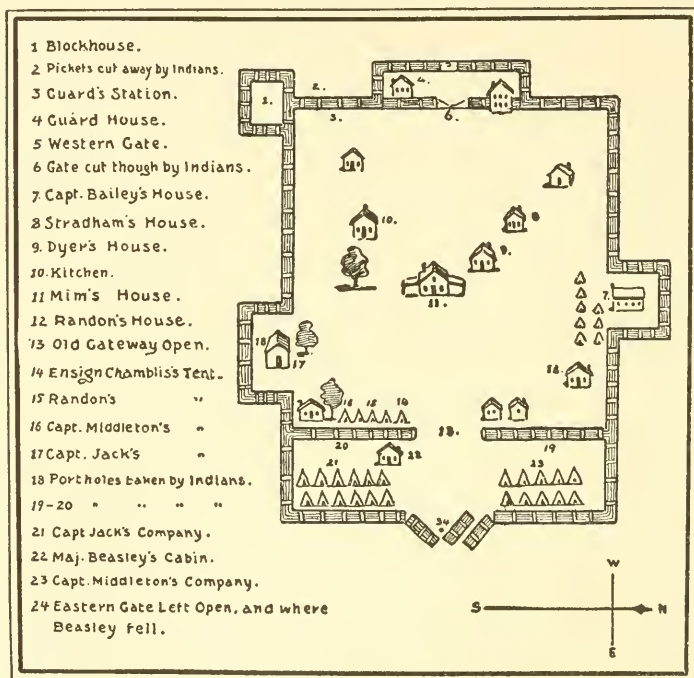 1 Blockhouse.
2 Pickets cut away by Indians.
3 Guard's Station.
4 Guard House.
5 Western Gate.
6 Gate cut though by Indians.
7. Capt. Bailey's House.
8 Stradham's House.
9. Dyer's House.
10. Kitchen.
11 Mim's House.
12 Randon's House.
13 Old Gateway Open.
14 Ensign Chambliss's Tent.
15 Randon's "
16 Capt. Middleton's "
17 Capt. Jack's "
18 Portholes taken by Indians.
19-20 " " " "
21 Capt Jack's Company.
22 Maj. Beasley's Cabin.
23 Capt. Middleton's Company.
24 Eastern Gate Left Open, and where
Beasley fell.
5
4.
2.
1.
3.
6.
10.
8
9.
11.
7.
18
17
12.
16 15 14
13.
20
19
22
21
23
24
W
S N
E